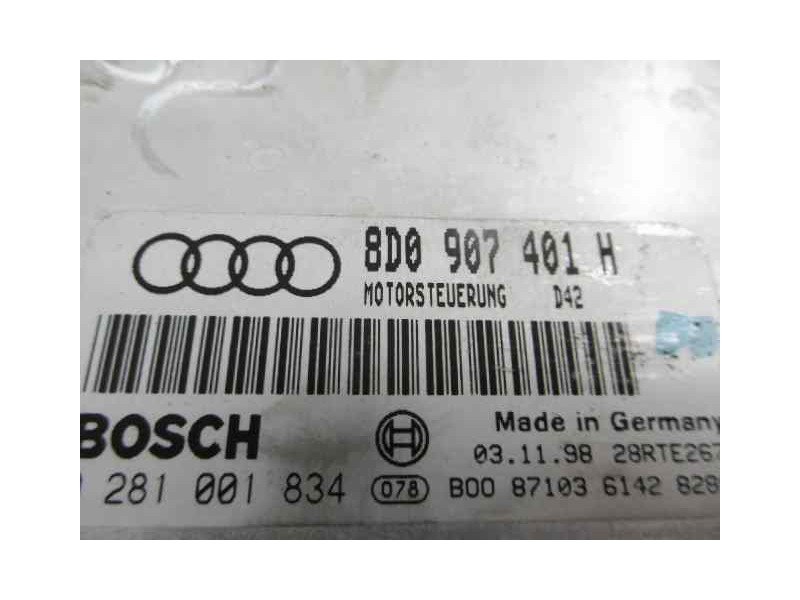 8D0 907 401 H
MOTORSTEUERUNG D42
BOSCH
Made in Germany
03.11.98 28RTE267
281 001 834 078 B00 87103 6142 828